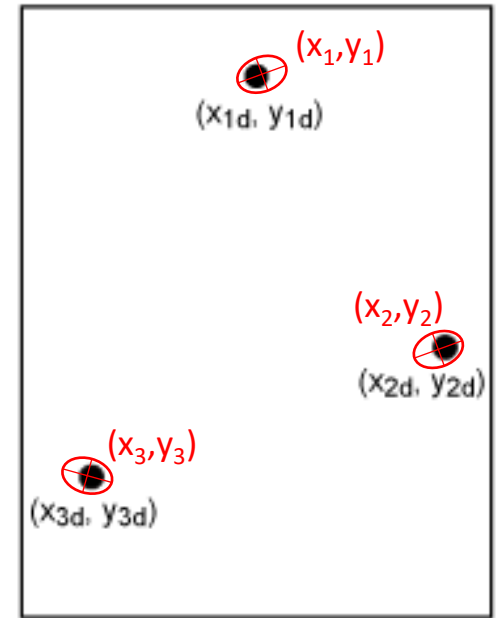 (x₁,y₁)
(x₁d, y₁d)
(x₂,y₂)
(x₂d, y₂d)
(x₃,y₃)
(x₃d, y₃d)